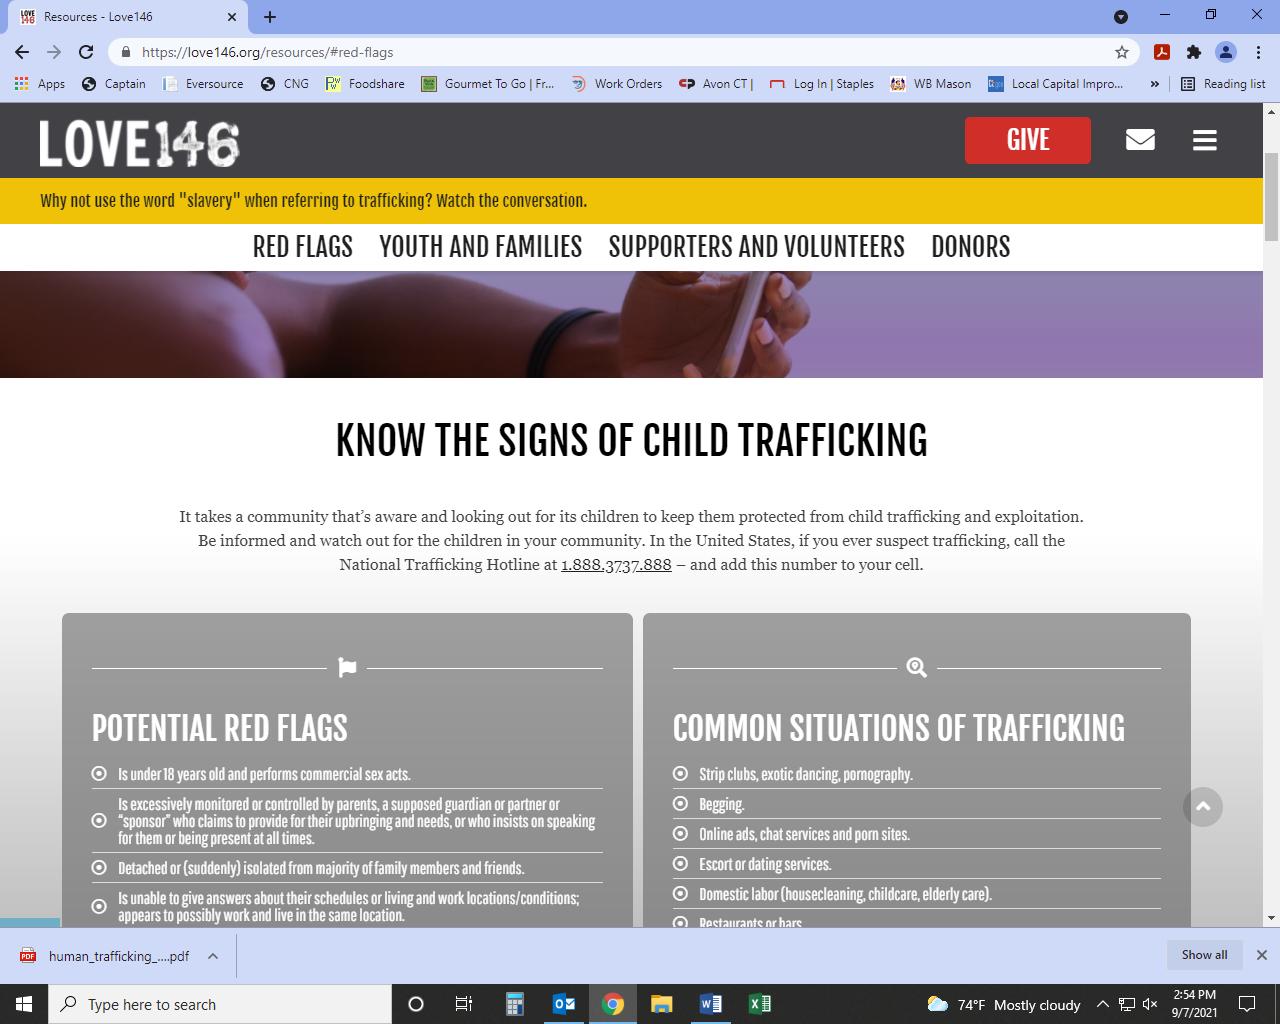 Resources - Love146
https://love146.org/resources/#red-flags
Apps Captain Eversource CNG Foodshare Gourmet To Go | Fr... Work Orders Avon CT | Log In | Staples WB Mason Local Capital Impro... » Reading list
LOVE146
GIVE
Why not use the word "slavery" when referring to trafficking? Watch the conversation.
RED FLAGS YOUTH AND FAMILIES SUPPORTERS AND VOLUNTEERS DONORS
KNOW THE SIGNS OF CHILD TRAFFICKING
It takes a community that’s aware and looking out for its children to keep them protected from child trafficking and exploitation.
Be informed and watch out for the children in your community. In the United States, if you ever suspect trafficking, call the
National Trafficking Hotline at 1.888.3737.888 – and add this number to your cell.
POTENTIAL RED FLAGS
Is under 18 years old and performs commercial sex acts.
Is excessively monitored or controlled by parents, a supposed guardian or partner or
“sponsor” who claims to provide for their upbringing and needs, or who insists on speaking
for them or being present at all times.
Detached or (suddenly) isolated from majority of family members and friends.
Is unable to give answers about their schedules or living and work locations/conditions;
appears to possibly work and live in the same location.
COMMON SITUATIONS OF TRAFFICKING
Strip clubs, exotic dancing, pornography.
Begging.
Online ads, chat services and porn sites.
Escort or dating services.
Domestic labor (housecleaning, childcare, elderly care).
Restaurants or bars
human_trafficking_....pdf
Show all
Type here to search
74°F Mostly cloudy
2:54 PM
9/7/2021